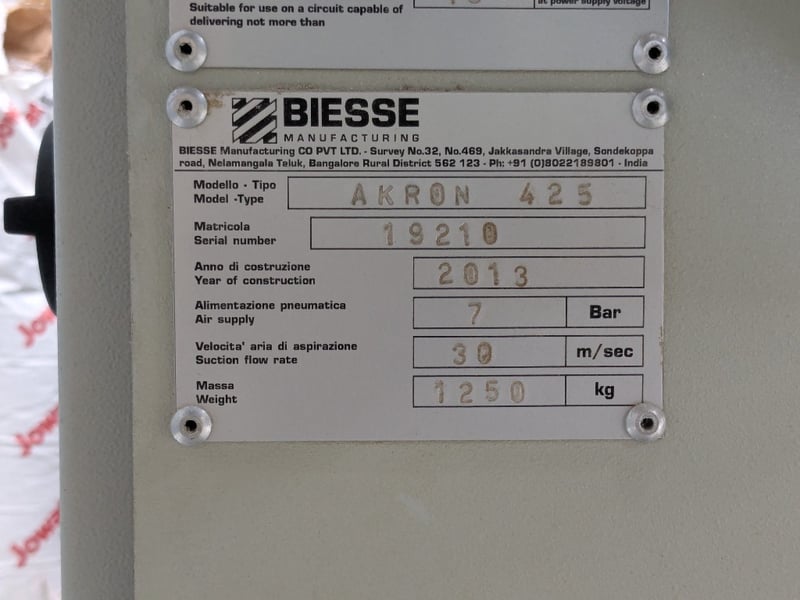 Suitable for use on a circuit capable of
delivering not more than
at power supply voltage
BIESSE
MANUFACTURING
BIESSE Manufacturing CO PVT LTD. - Survey No.32, No.469, Jakkasandra Village, Sondekoppa
road, Nelamangala Taluk, Bangalore Rural District 562 123 - Ph: +91 (0)8022189801 - India
Modello - Tipo
Model -Type
AKRON 425
Matricola
Serial number
19210
Anno di costruzione
Year of construction
2013
Alimentazione pneumatica
Air supply
7 Bar
Velocita' aria di aspirazione
Suction flow rate
30 m/sec
Massa
Weight
1250 kg
Jowa